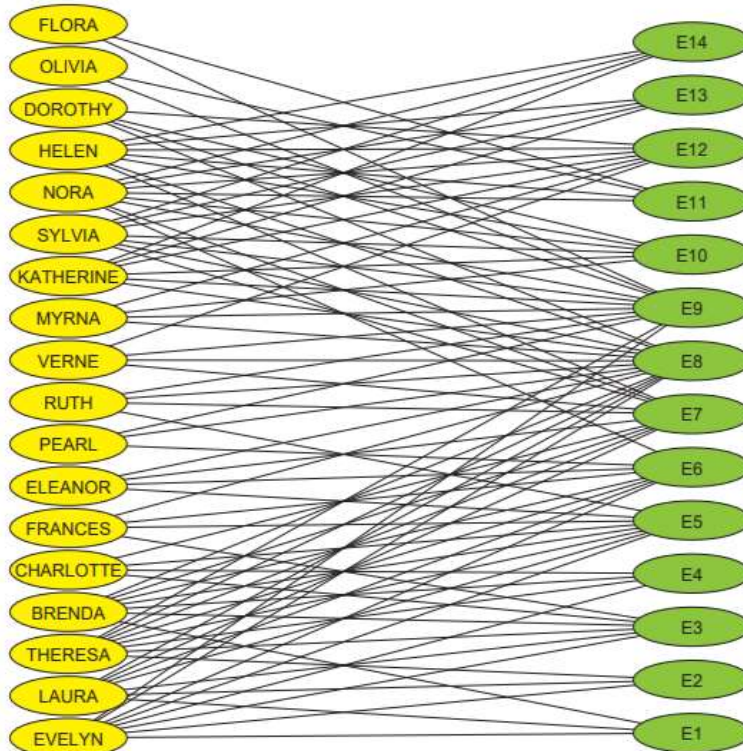 FLORA
OLIVIA
DOROTHY
HELEN
NORA
SYLVIA
KATHERINE
MYRNA
VERNE
RUTH
PEARL
ELEANOR
FRANCES
CHARLOTTE
BRENDA
THERESA
LAURA
EVELYN
E14
E13
E12
E11
E10
E9
E8
E7
E6
E5
E4
E3
E2
E1